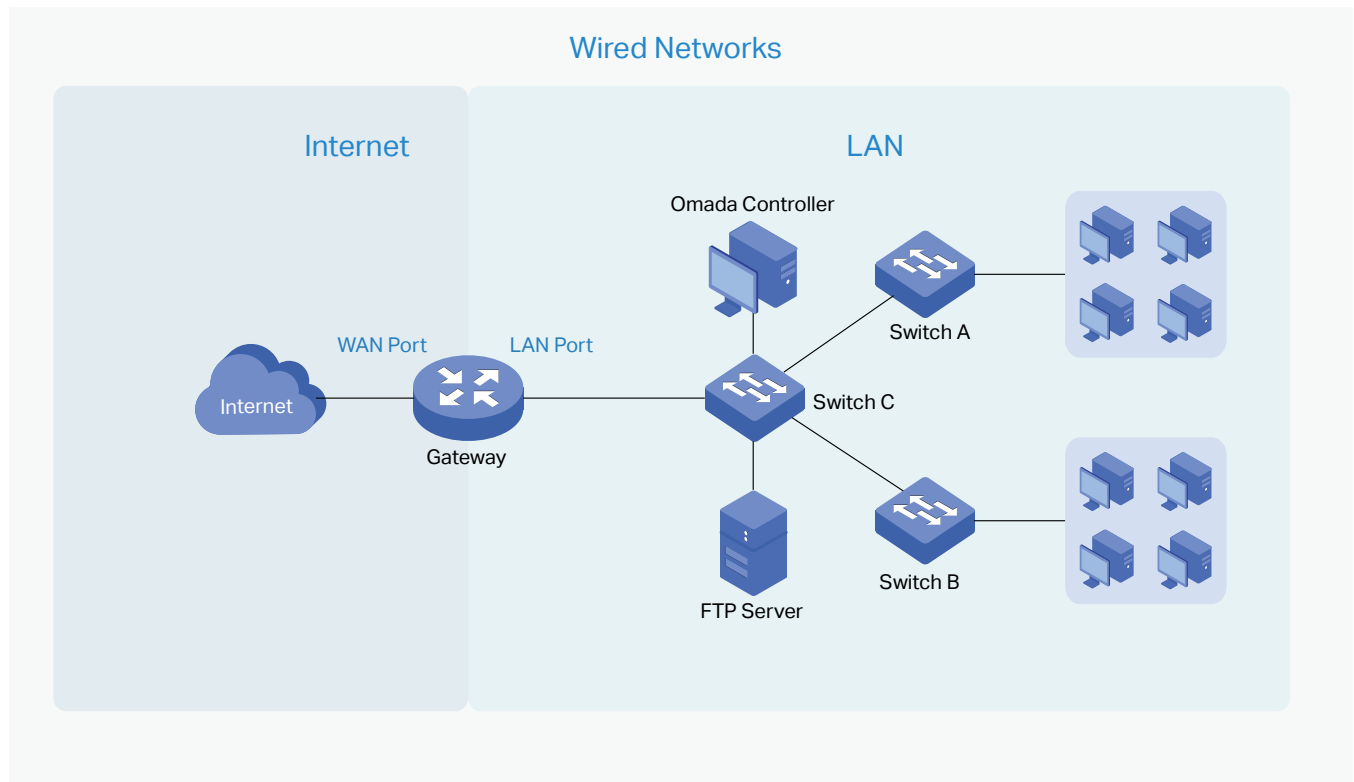 Wired Networks
Internet
LAN
Omada Controller
Switch A
WAN Port
LAN Port
Internet
Switch C
Gateway
Switch B
FTP Server